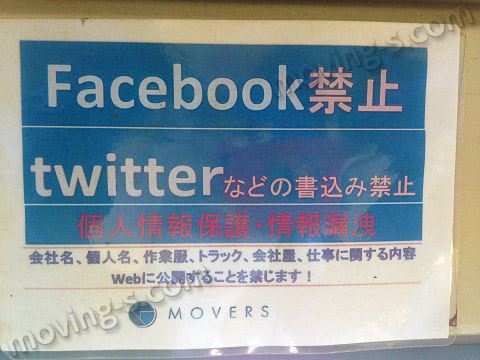 moving-s.com
Facebook禁止
twitterなどの書込み禁止
個人情報保護・情報漏洩
会社名、個人名、作業服、トラック、会社屋、仕事に関する内容
Webに公開することを禁じます！
MOVERS
moving-s.com